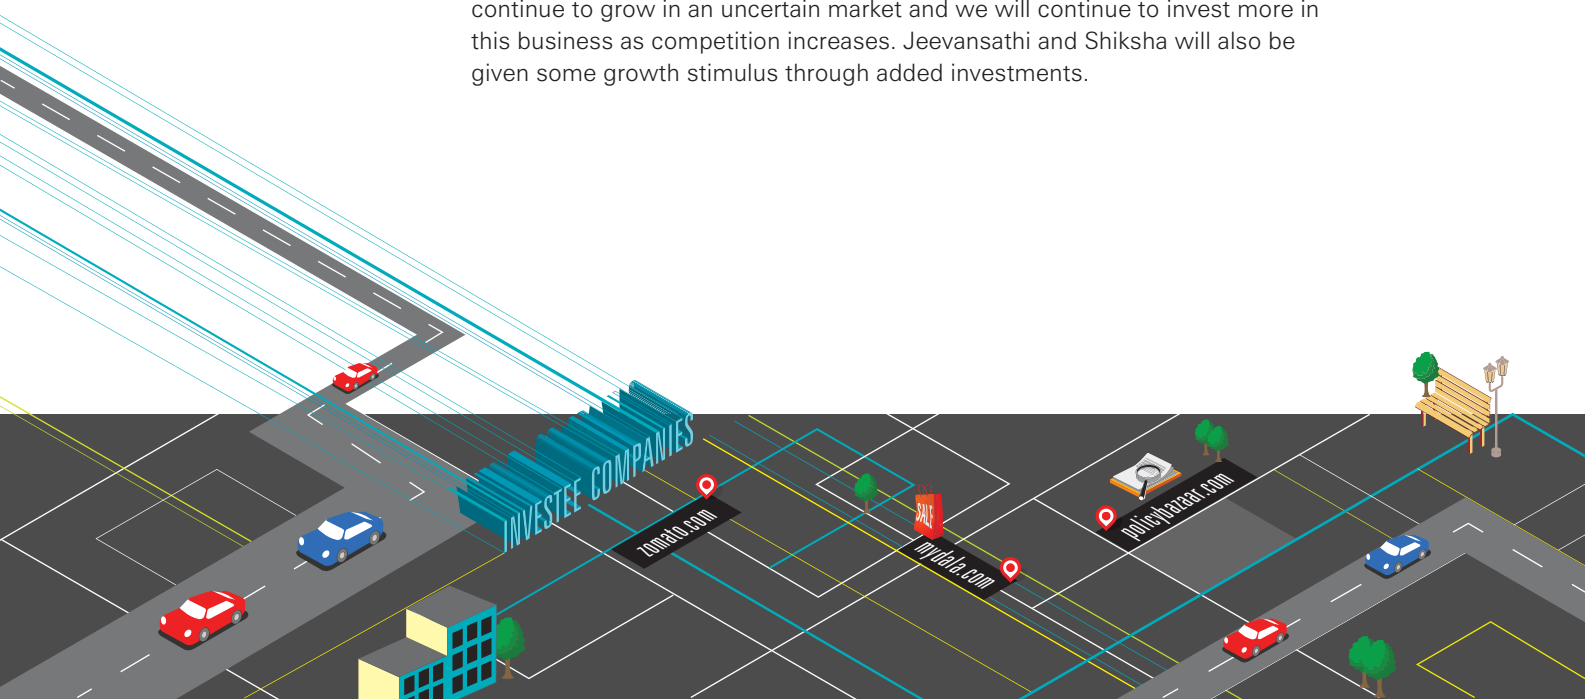 continue to grow in an uncertain market and we will continue to invest more in
this business as competition increases. Jeevansathi and Shiksha will also be
given some growth stimulus through added investments.
INVESTEE COMPANIES
zomato.com
SALE
mydala.com
policybazaar.com